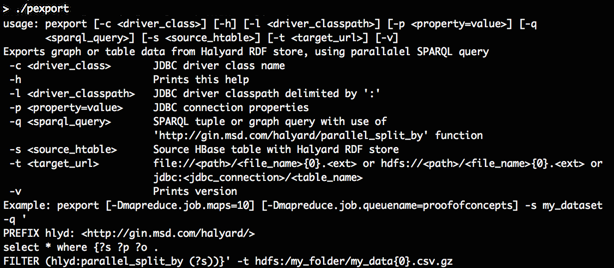 > ./pexport
usage: pexport [-c <driver_class>] [-h] [-l <driver_classpath>] [-p <property=value>] [-q
<sparql_query>] [-s <source_htable>] [-t <target_url>] [-v]
Exports graph or table data from Halyard RDF store, using parallalel SPARQL query
-c <driver_class> JDBC driver class name
-h Prints this help
-l <driver_classpath> JDBC driver classpath delimited by ':'
-p <property=value> JDBC connection properties
-q <sparql_query> SPARQL tuple or graph query with use of
'http://gin.msd.com/halyard/parallel_split_by' function
-s <source_htable> Source HBase table with Halyard RDF store
-t <target_url> file://<path>/<file_name>{0}.<ext> or hdfs://<path>/<file_name>{0}.<ext> or
jdbc:<jdbc_connection>/<table_name>
-v Prints version
Example: pexport [-Dmapreduce.job.maps=10] [-Dmapreduce.job.queuename=proofofconcepts] -s my_dataset
-q '
PREFIX hlyd: <http://gin.msd.com/halyard/>
select * where {?s ?p ?o .
FILTER (hlyd:parallel_split_by (?s))}' -t hdfs:/my_folder/my_data{0}.csv.gz